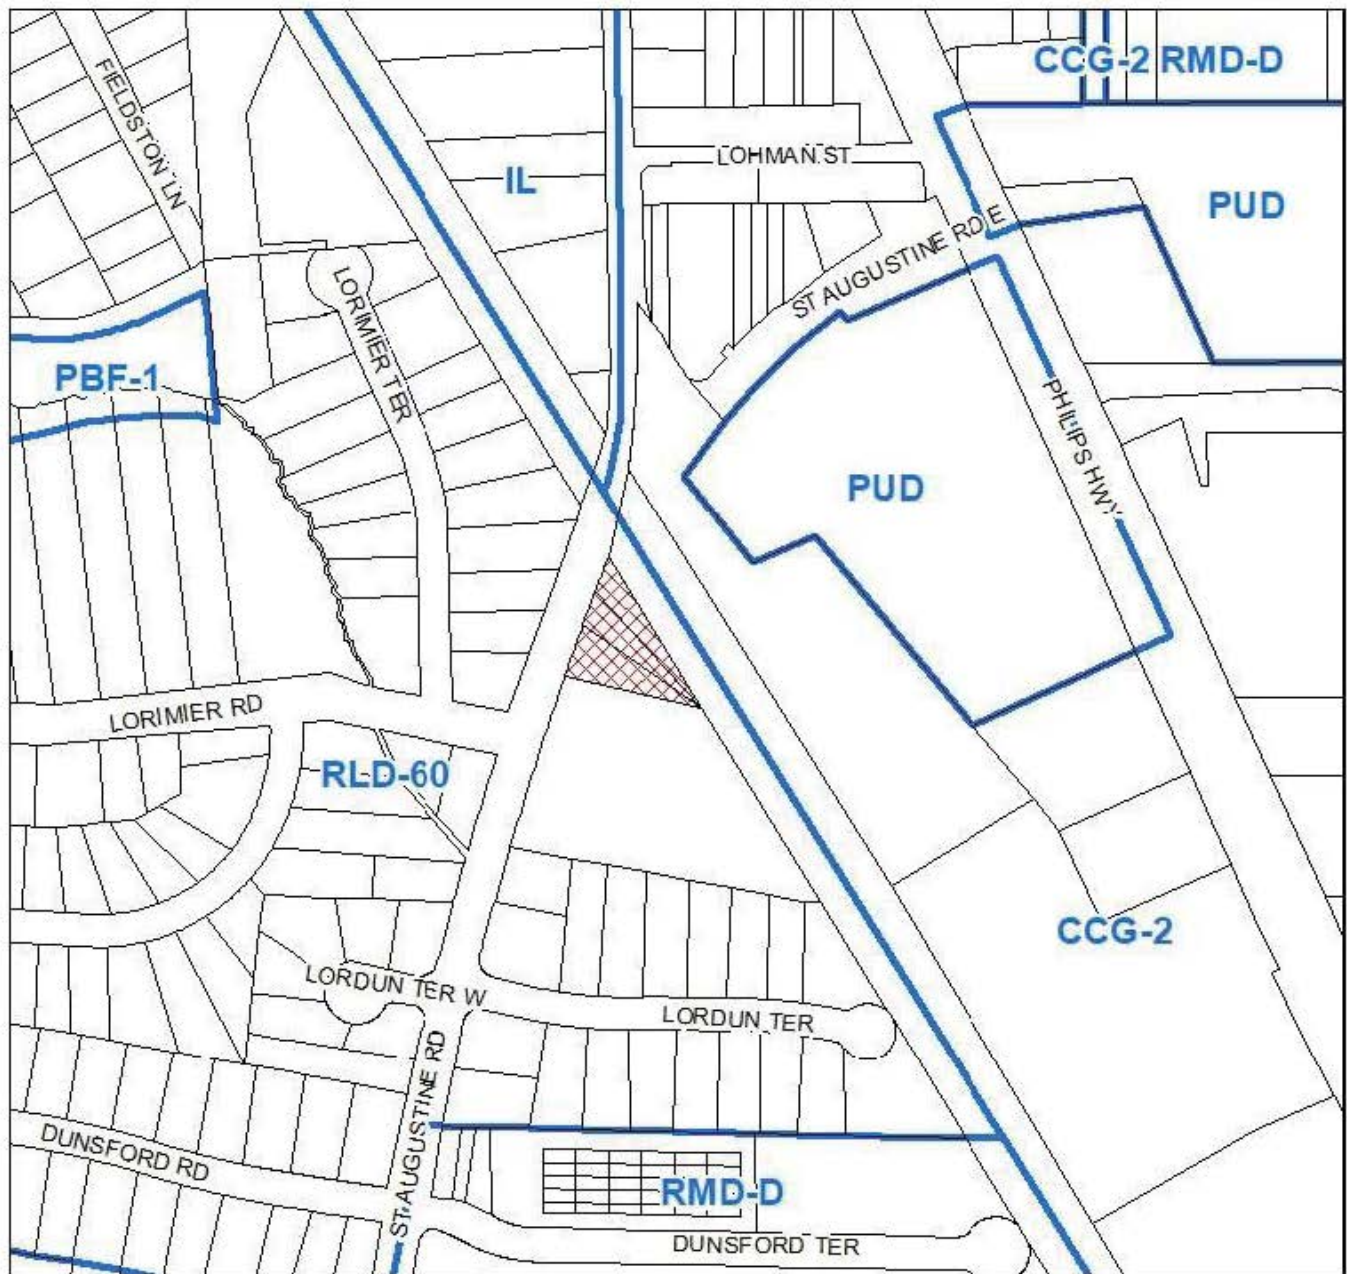 CCG-2 RMD-D
FIELDSTON LN
LOHMAN ST
IL
PUD
ST AUGUSTINE RD E
LORIMIER TER
PBF-1
PHILIPS HWY
PUD
LORIMIER RD
RLD-60
CCG-2
LORDUN TER W
LORDUN TER
ST AUGUSTINE RD
DUNSFORD RD
RMD-D
DUNSFORD TER